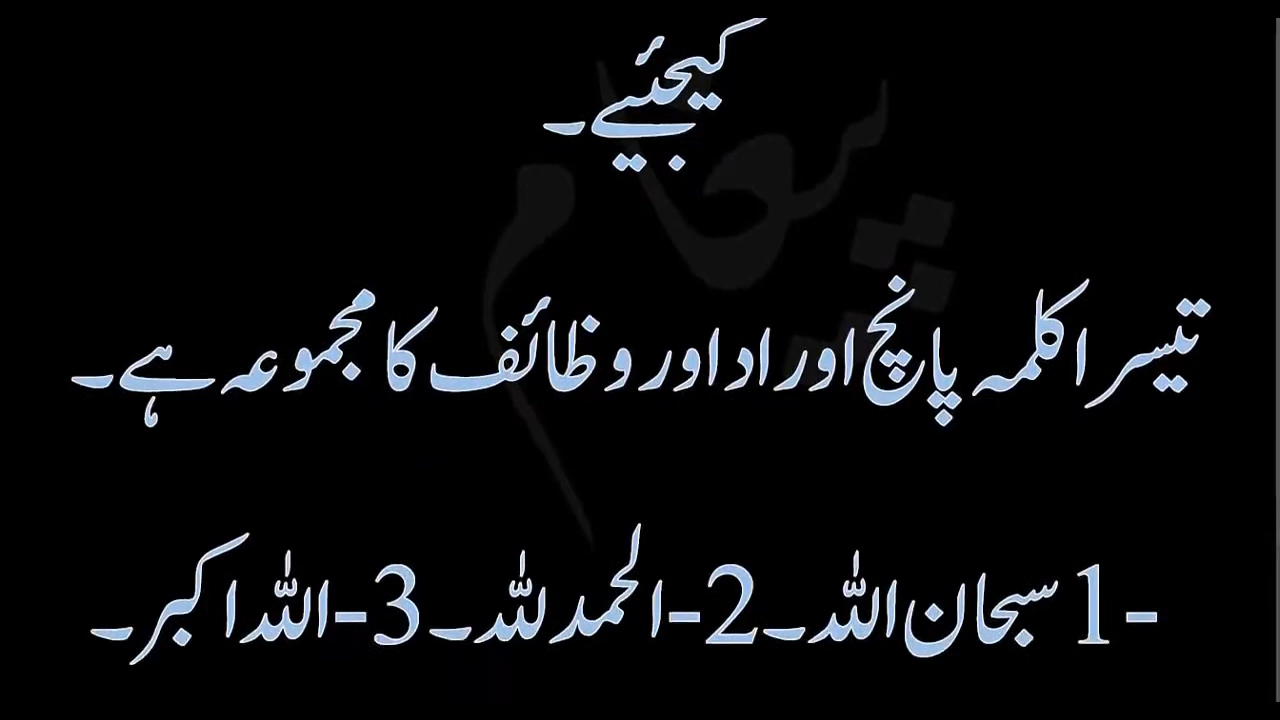 کیجئیے۔
تیسرا کلمہ پانچ اوراد اور وظائف کا مجموعہ ہے۔
1- سبحان اللہ۔ 2-الحمد للہ۔ 3-اللہ اکبر۔
پیغام